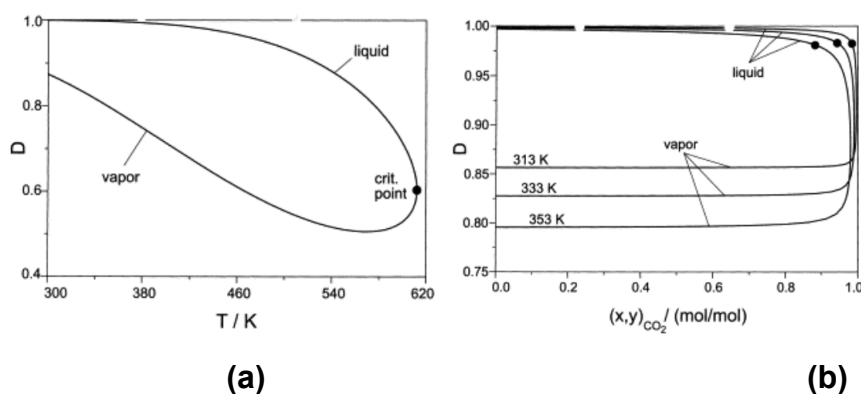 1.0
0.8
0.6
0.4
D
300
380
460
540
620
T / K
liquid
vapor
crit.
point
(a)
1.00
0.95
0.90
0.85
0.80
0.75
D
0.0
0.2
0.4
0.6
0.8
1.0
(x,y)CO2/ (mol/mol)
liquid
vapor
313 K
333 K
353 K
(b)